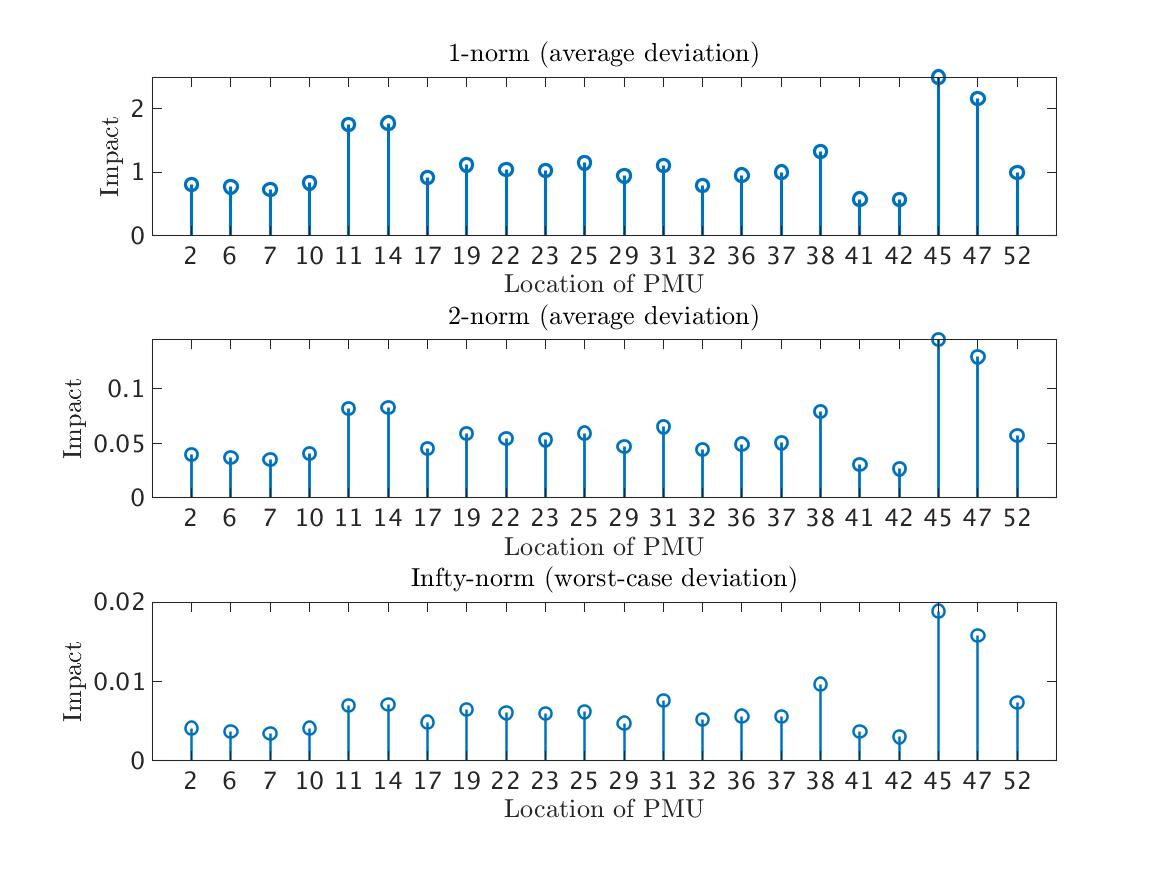 1-norm (average deviation)
Impact
2
1
0
2 6 7 10 11 14 17 19 22 23 25 29 31 32 36 37 38 41 42 45 47 52
Location of PMU
2-norm (average deviation)
Impact
0.1
0.05
0
2 6 7 10 11 14 17 19 22 23 25 29 31 32 36 37 38 41 42 45 47 52
Location of PMU
Infty-norm (worst-case deviation)
Impact
0.02
0.01
0
2 6 7 10 11 14 17 19 22 23 25 29 31 32 36 37 38 41 42 45 47 52
Location of PMU